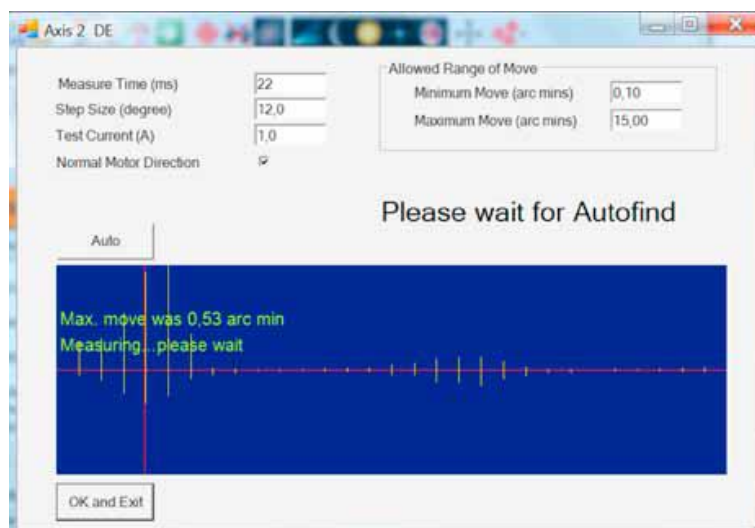 Axis 2 DE
Measure Time (ms) 22
Step Size (degree) 12,0
Test Current (A) 1,0
Normal Motor Direction
Allowed Range of Move
Minimum Move (arc mins) 0,10
Maximum Move (arc mins) 15,00
Please wait for Autofind
Auto
Max. move was 0,53 arc min
Measuring...please wait
OK and Exit